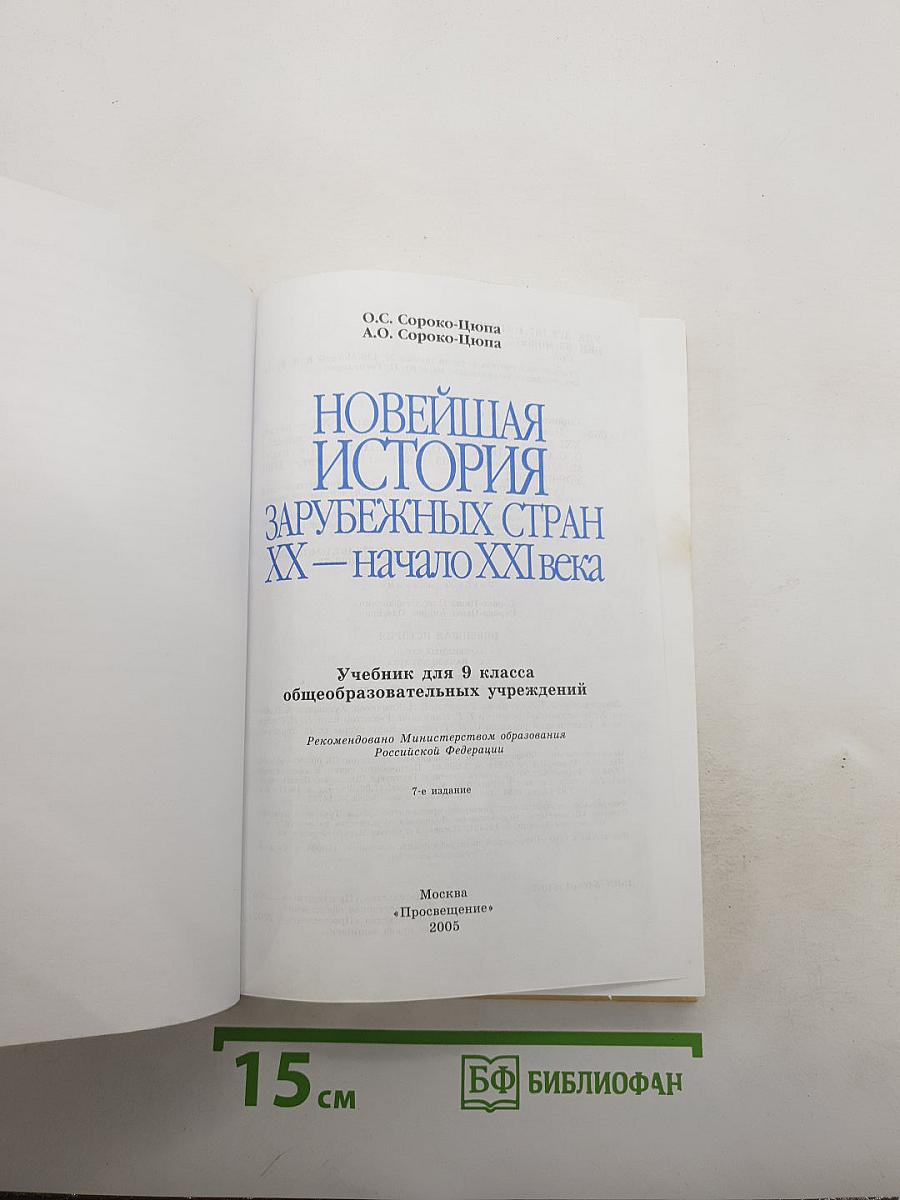 О.С. Сороко-Цюпа
А.О. Сороко-Цюпа
НОВЕЙШАЯ
ИСТОРИЯ
ЗАРУБЕЖНЫХ СТРАН
XX — начало XXI века
Учебник для 9 класса
общеобразовательных учреждений
Рекомендовано Министерством образования
Российской Федерации
7-е издание
Москва
«Просвещение»
2005
15 см
БФ БИБЛИОФАН